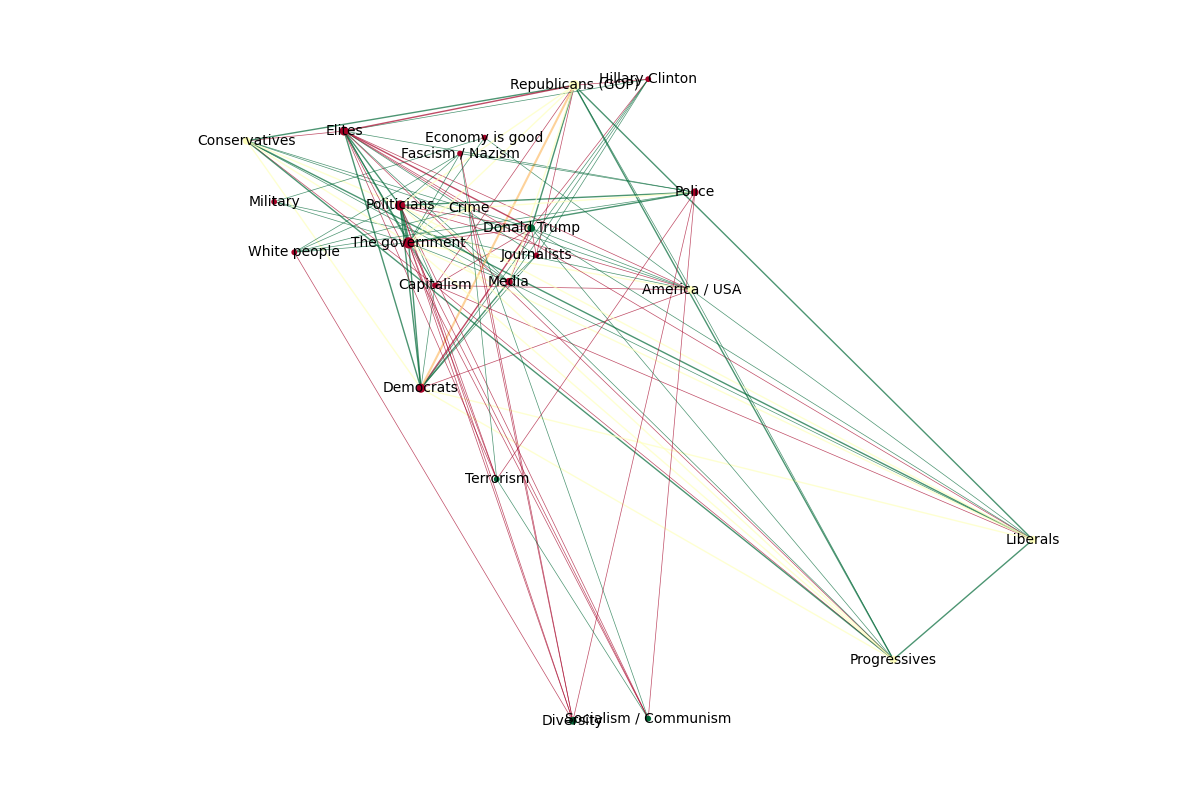 Hillary Clinton
Republicans (GOP)
Elites
Economy is good
Conservatives
Fascism / Nazism
Police
Military
Politicians
Crime
Donald Trump
The government
White people
Journalists
Capitalism
Media
America / USA
Democrats
Terrorism
Liberals
Progressives
Diversity
Socialism / Communism